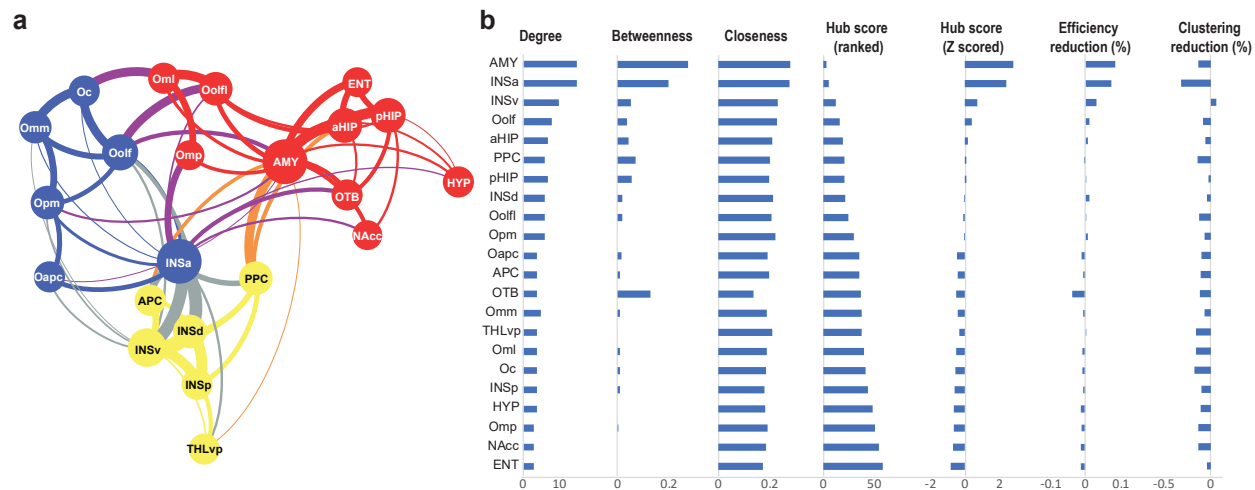 a
Oml
Oc
Oolfl
ENT
Omm
aHIP
pHIP
Oolf
Omp
AMY
HYP
Opm
OTB
NAcc
INSa
Oapc
PPC
APC
INSd
INSv
INSp
THLvp
b
Degree
Betweenness
Closeness
Hub score
(ranked)
Hub score
(Z scored)
Efficiency
reduction (%)
Clustering
reduction (%)
AMY
INSa
INSv
Oolf
aHIP
PPC
pHIP
INSd
Oolfl
Opm
Oapc
APC
OTB
Omm
THLvp
Oml
Oc
INSp
HYP
Omp
NAcc
ENT
0 10
0 0.2
0 0.2
0 50
-2 0
-0.1 0.1
-0.5 0